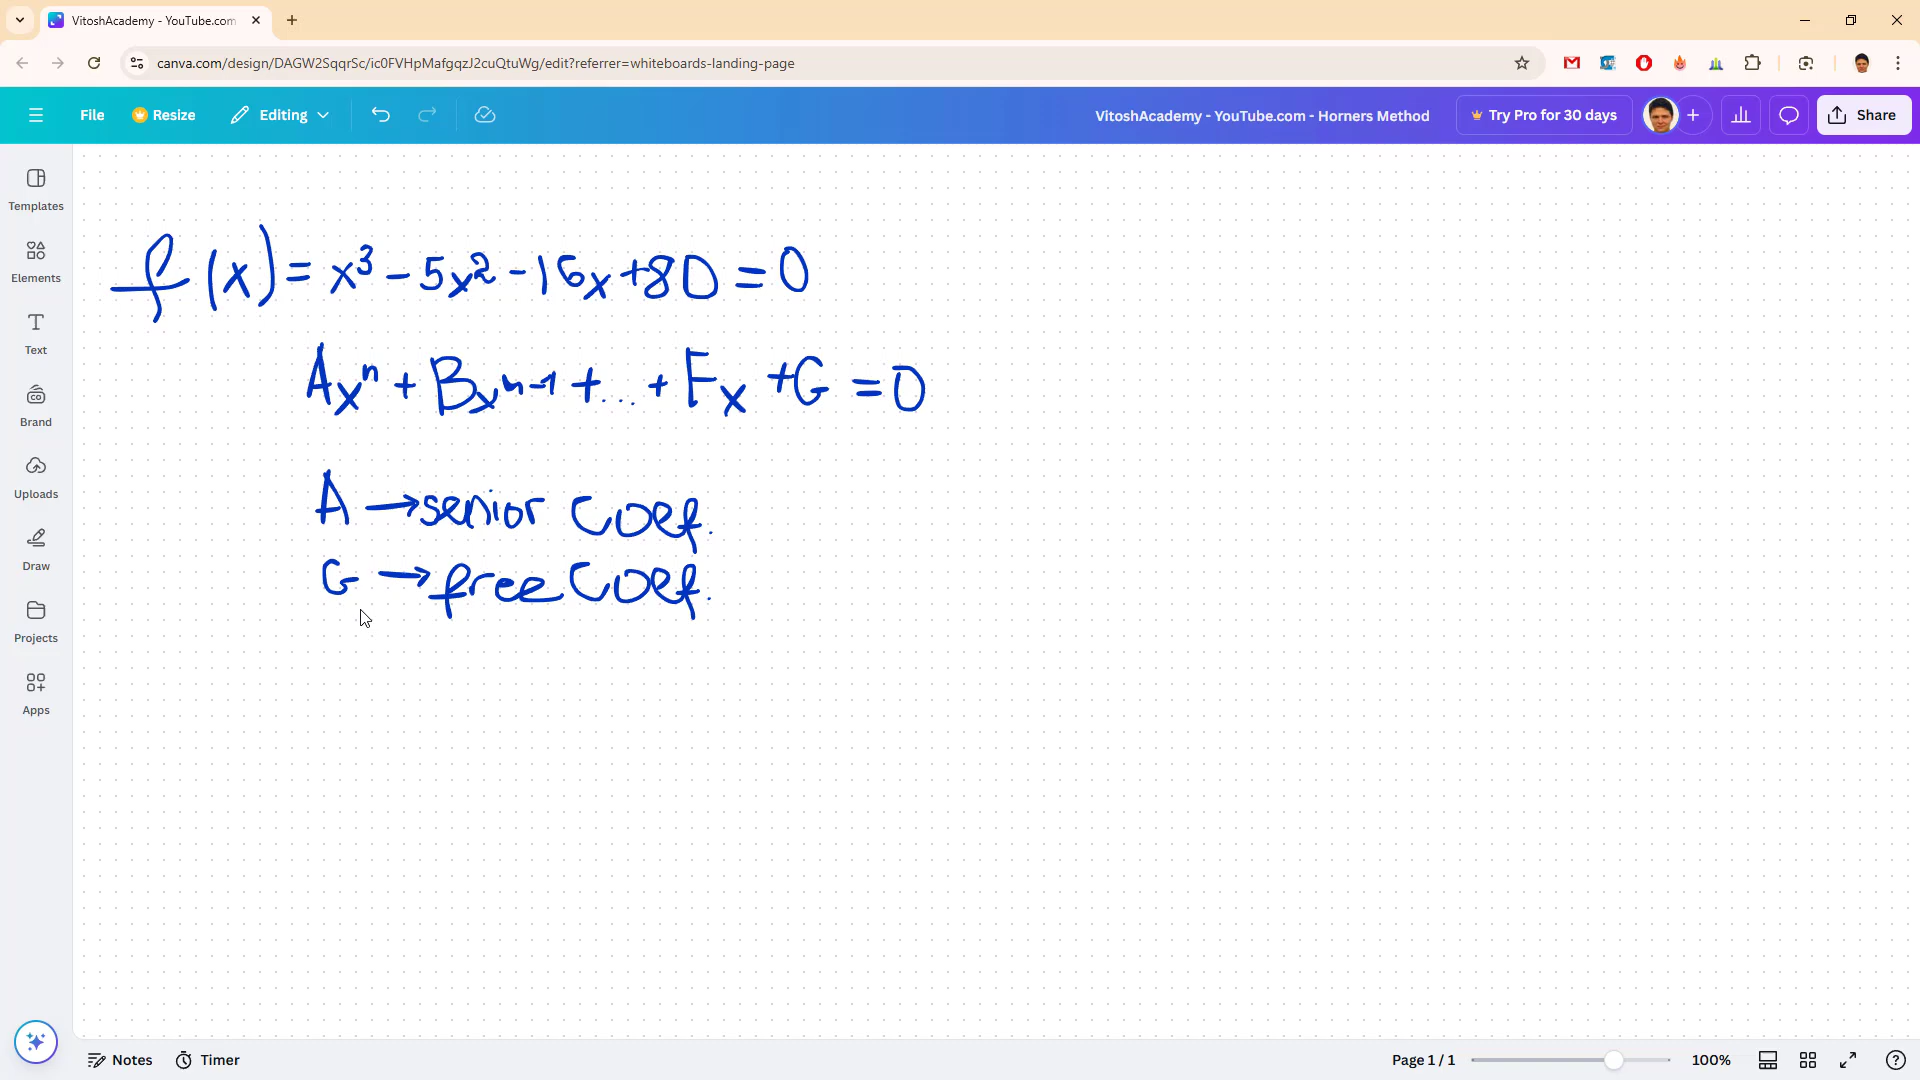 VitoshAcademy - YouTube.com
canva.com/design/DAGW2SqqrSc/ic0FVHpMafgqzJ2cuQtuWg/edit?referrer=whiteboards-landing-page
File Resize Editing VitoshAcademy - YouTube.com - Horners Method Try Pro for 30 days Share
Templates
Elements
Text
Brand
Uploads
Draw
Projects
Apps
f(x) = x³ - 5x² - 16x + 80 = 0
Axⁿ + Bxⁿ⁻¹ + ... + Fx + G = 0
A → senior Coef.
G → free Coef.
Notes Timer Page 1 / 1 100%